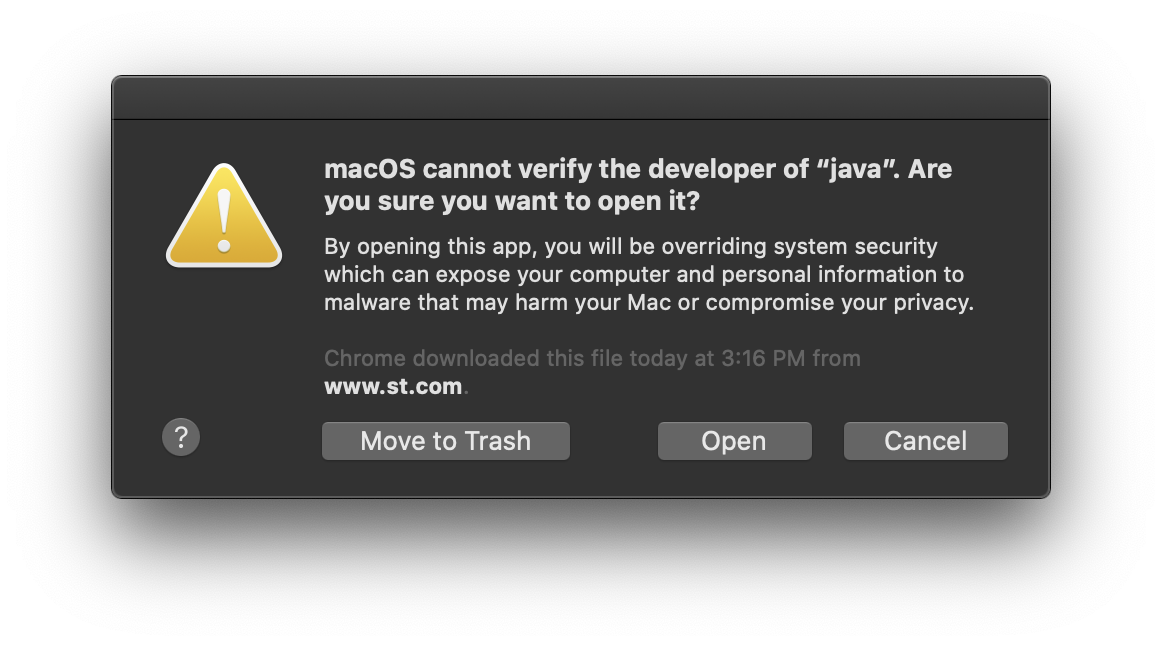 macOS cannot verify the developer of “java”. Are
you sure you want to open it?
By opening this app, you will be overriding system security
which can expose your computer and personal information to
malware that may harm your Mac or compromise your privacy.
Chrome downloaded this file today at 3:16 PM from
www.st.com.
?
Move to Trash
Open
Cancel